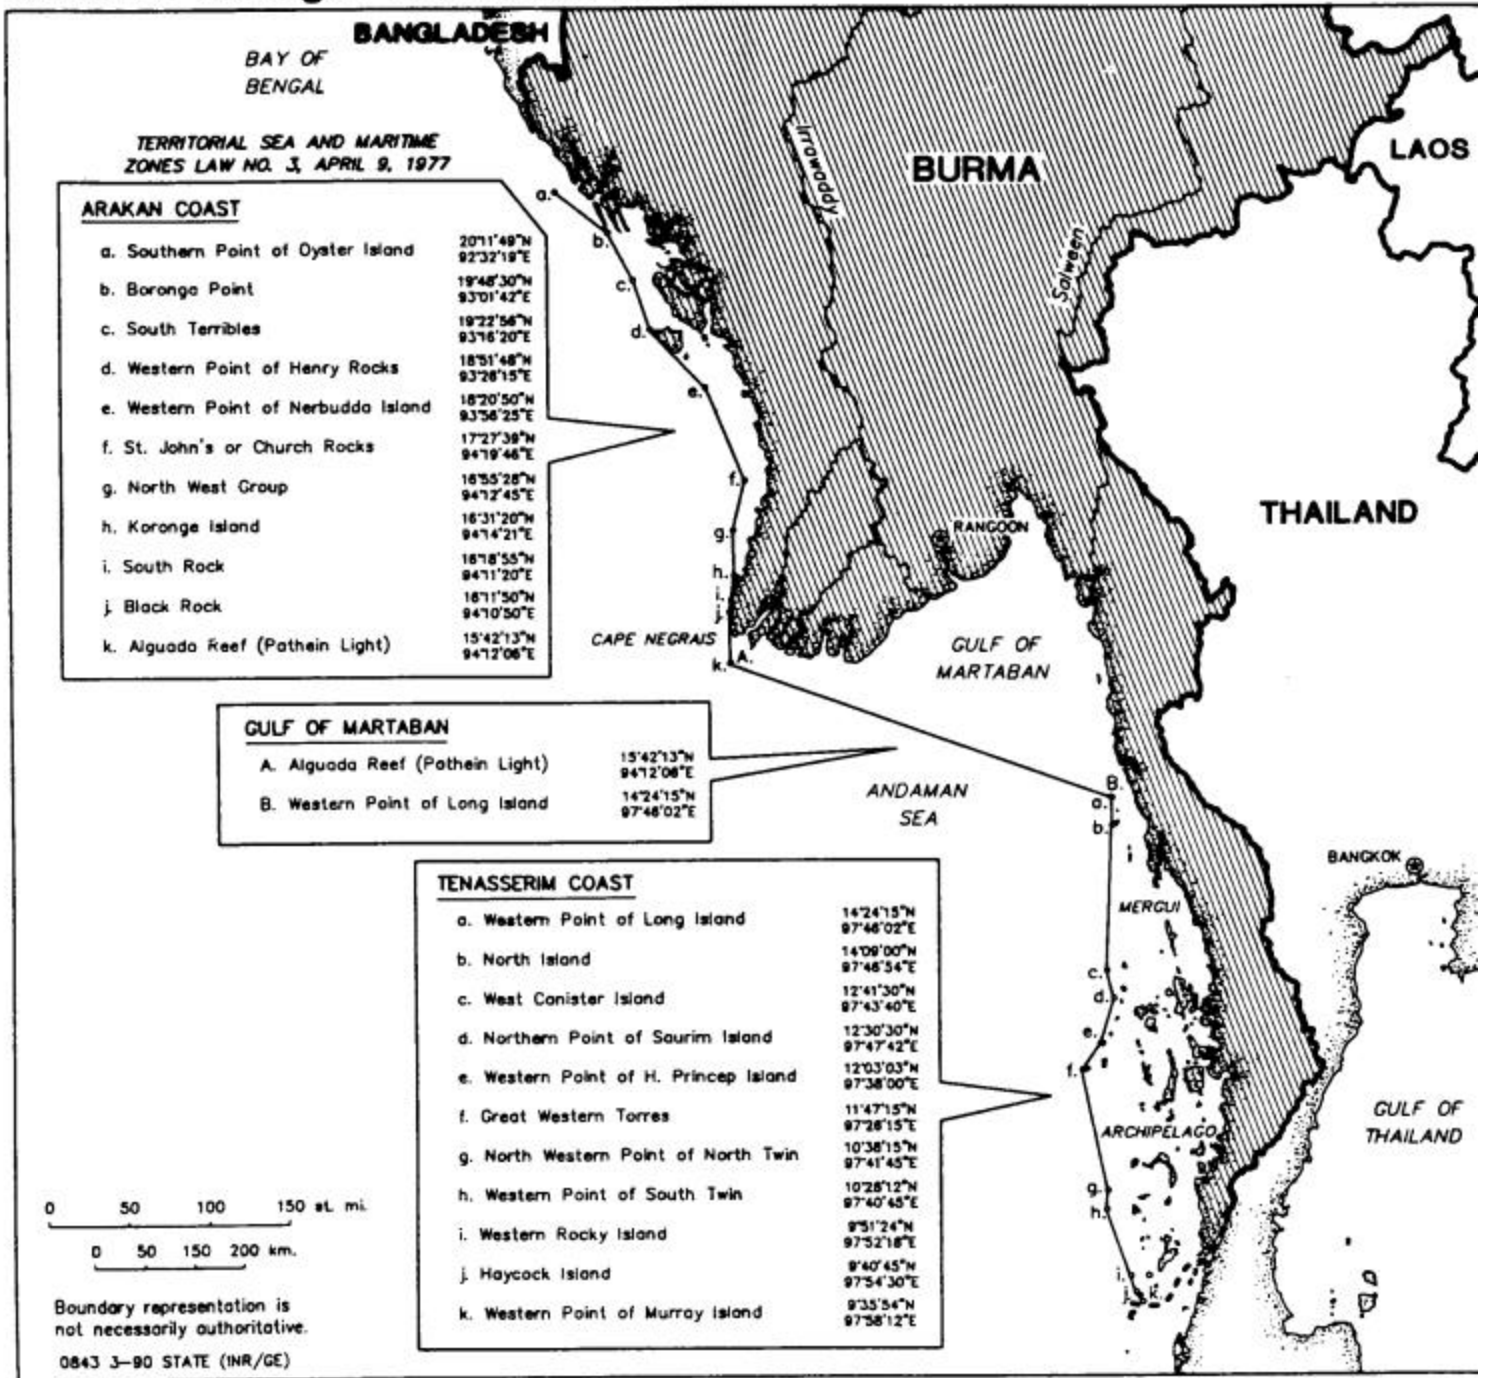 BANGLADESH
BAY OF
BENGAL
TERRITORIAL SEA AND MARITIME
ZONES LAW NO. 3, APRIL 9, 1977
ARAKAN COAST
a. Southern Point of Oyster Island 20°11'49"N
92°32'19"E
b. Boronga Point 19°48'30"N
93°01'42"E
c. South Terribles 19°22'56"N
93°16'20"E
d. Western Point of Henry Rocks 18°51'48"N
93°26'15"E
e. Western Point of Nerbudda Island 18°20'50"N
93°56'25"E
f. St. John's or Church Rocks 17°27'39"N
94°19'46"E
g. North West Group 16°55'28"N
94°12'45"E
h. Koronge Island 16°31'20"N
94°14'21"E
i. South Rock 16°18'55"N
94°11'20"E
j. Black Rock 16°11'50"N
94°10'50"E
k. Alguada Reef (Pathein Light) 15°42'13"N
94°12'06"E
GULF OF MARTABAN
A. Alguada Reef (Pathein Light) 15°42'13"N
94°12'06"E
B. Western Point of Long Island 14°24'15"N
97°46'02"E
TENASSERIM COAST
a. Western Point of Long Island 14°24'15"N
97°46'02"E
b. North Island 14°09'00"N
97°46'54"E
c. West Canister Island 12°41'30"N
97°43'40"E
d. Northern Point of Saurim Island 12°30'30"N
97°47'42"E
e. Western Point of H. Princep Island 12°03'03"N
97°38'00"E
f. Great Western Torres 11°47'15"N
97°26'15"E
g. North Western Point of North Twin 10°38'15"N
97°41'45"E
h. Western Point of South Twin 10°28'12"N
97°40'45"E
i. Western Rocky Island 9°51'24"N
97°52'18"E
j. Haycock Island 9°40'45"N
97°54'30"E
k. Western Point of Murray Island 9°35'54"N
97°58'12"E
BURMA
LAOS
THAILAND
Irrawaddy
Salween
RANGOON
CAPE NEGRAIS
GULF OF
MARTABAN
ANDAMAN
SEA
BANGKOK
MERGUI
ARCHIPELAGO
GULF OF
THAILAND
a.
b.
c.
d.
e.
f.
g.
h.
i.
j.
k.
A.
B.
a.
b.
c.
d.
e.
f.
g.
h.
i.
j.
k.
0 50 100 150 st. mi.
0 50 150 200 km.
Boundary representation is
not necessarily authoritative.
0843 3-90 STATE (INR/GE)